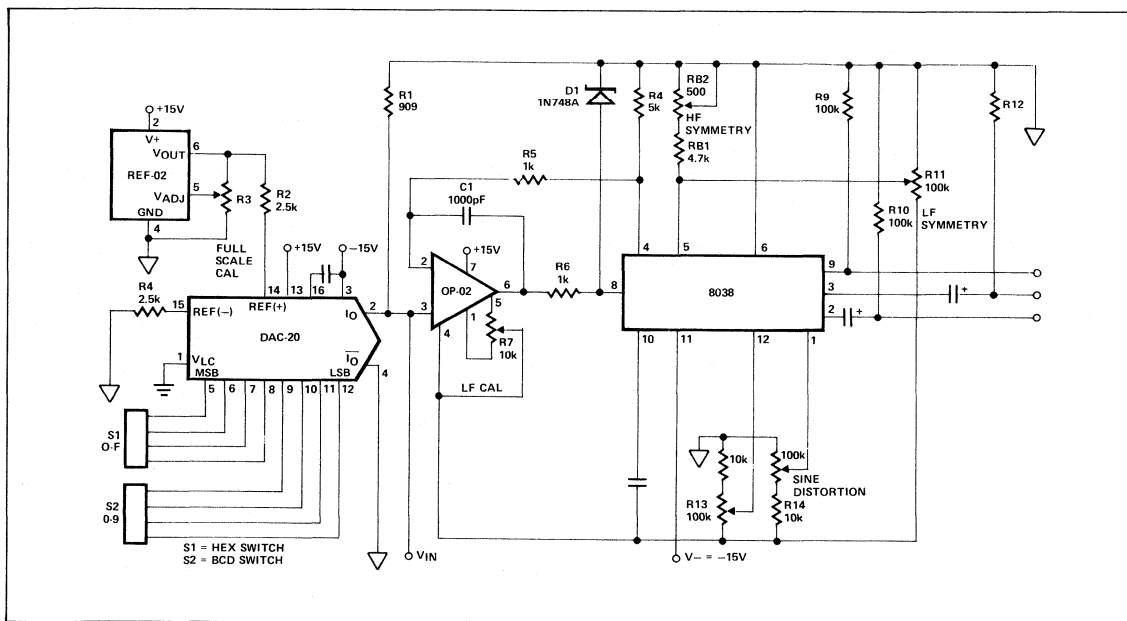 +15V
2
V+
VOUT
6
REF-02
VADJ
5
GND
4
R3
R2
2.5k
FULL
SCALE
CAL
R1
909
+15V
-15V
14
13
16
3
R4
2.5k
15
REF(-)
REF(+)
IO
2
DAC-20
IO
4
1
VLC
MSB
LSB
5
6
7
8
9
10
11
12
S1
O-F
S2
0-9
S1 = HEX SWITCH
S2 = BCD SWITCH
VIN
R5
1k
C1
1000pF
+15V
2
7
OP-02
6
3
5
4
1
R7
10k
LF CAL
R6
1k
D1
1N748A
R4
5k
RB2
500
HF
SYMMETRY
RB1
4.7k
R9
100k
R10
100k
R11
100k
LF
SYMMETRY
R12
4
5
6
8
8038
9
3
+
2
+
10
11
12
1
10k
100k
SINE
DISTORTION
R13
100k
R14
10k
V- = -15V